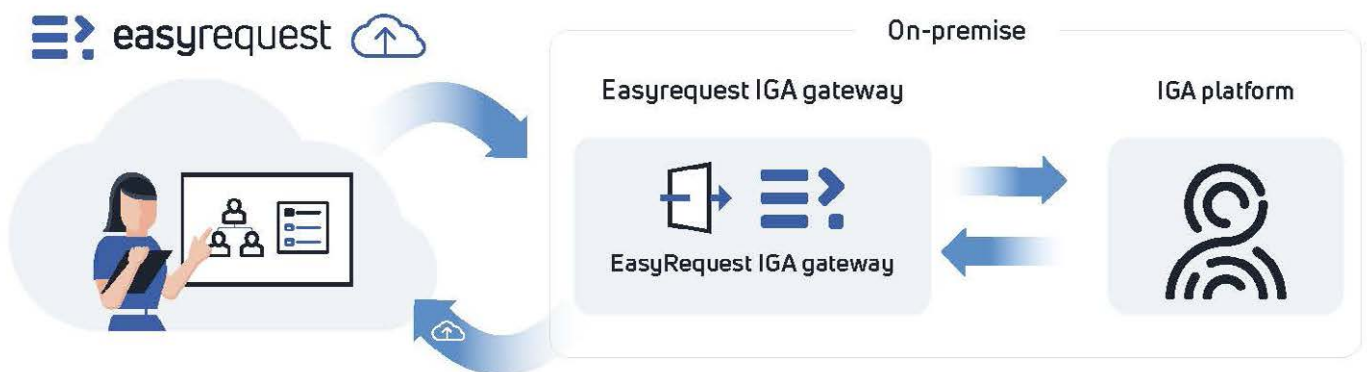 easyrequest
On-premise
Easyrequest IGA gateway
IGA platform
EasyRequest IGA gateway